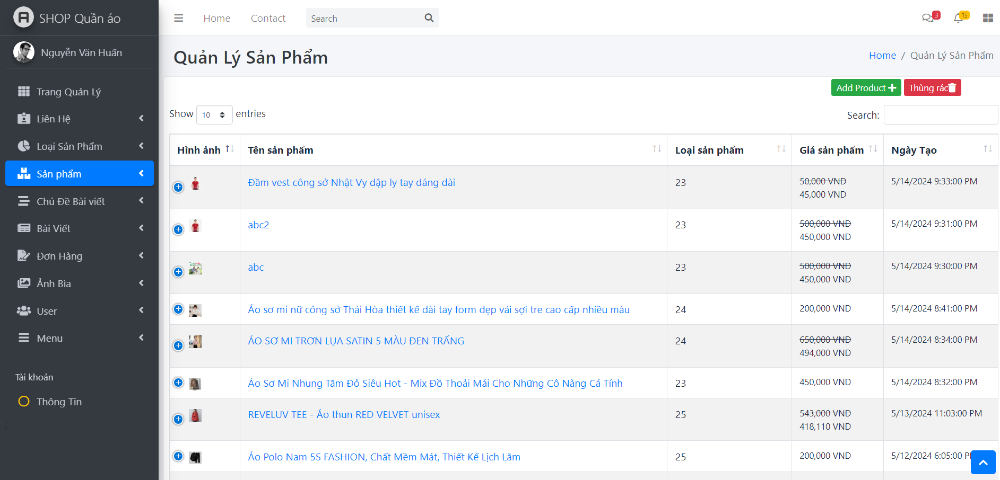 SHOP Quần áo
Home
Contact
Search
3
15
Nguyễn Văn Huấn
Trang Quản Lý
Liên Hệ
Loại Sản Phẩm
Sản phẩm
Chủ Đề Bài viết
Bài Viết
Đơn Hàng
Ảnh Bìa
User
Menu
Tài khoản
Thông Tin
;
Quản Lý Sản Phẩm
Home / Quản Lý Sản Phẩm
Add Product
Thùng rác
Show 10 entries
Search:
Hình ảnh Tên sản phẩm Loại sản phẩm Giá sản phẩm Ngày Tạo
Đầm vest công sở Nhật Vy dập ly tay dáng dài 23 50,000 VND 5/14/2024 9:33:00 PM
45,000 VND
abc2 23 500,000 VND 5/14/2024 9:31:00 PM
450,000 VND
abc 23 500,000 VND 5/14/2024 9:30:00 PM
450,000 VND
Áo sơ mi nữ công sở Thái Hòa thiết kế dài tay form đẹp vải sợi tre cao cấp nhiều màu 24 200,000 VND 5/14/2024 8:41:00 PM
ÁO SƠ MI TRƠN LỤA SATIN 5 MÀU ĐEN TRẤNG 24 650,000 VND 5/14/2024 8:34:00 PM
494,000 VND
Áo Sơ Mi Nhung Tăm Đỏ Siêu Hot - Mix Đồ Thoải Mái Cho Những Cô Nàng Cá Tính 23 450,000 VND 5/14/2024 8:32:00 PM
REVELUV TEE - Áo thun RED VELVET unisex 25 543,000 VND 5/13/2024 11:03:00 PM
418,110 VND
Áo Polo Nam 5S FASHION, Chất Mềm Mát, Thiết Kế Lịch Lãm 25 200,000 VND 5/12/2024 6:05:00